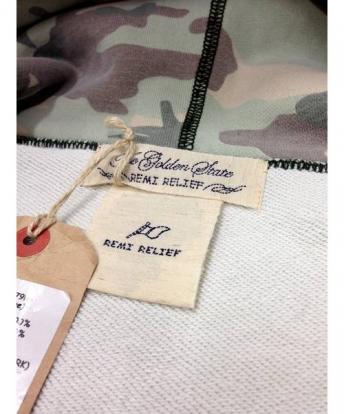 The Golden State
REMI RELIEF
REMI RELIEF